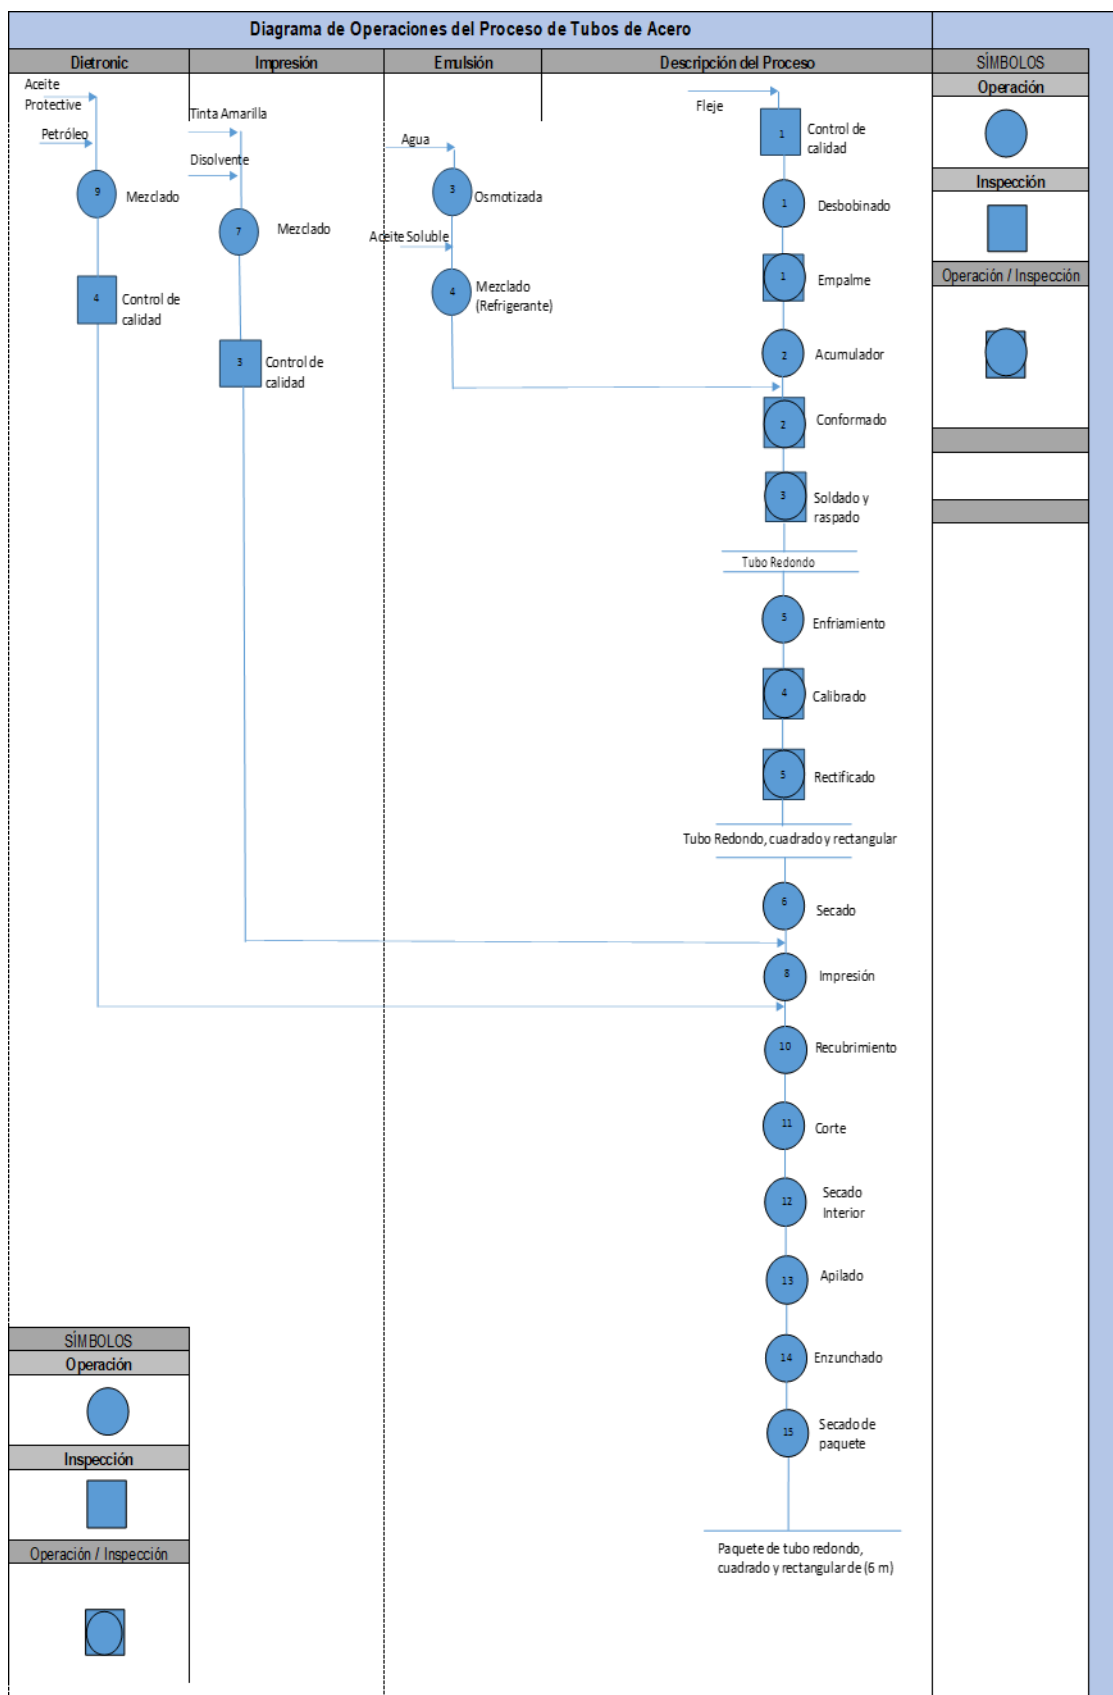 Diagrama de Operaciones del Proceso de Tubos de Acero
Dietronic
Impresión
Emulsión
Descripción del Proceso
SÍMBOLOS
Operación
Inspección
Operación / Inspección
Aceite
Protective
Petróleo
9
Mezclado
4
Control de
calidad
Tinta Amarilla
Disolvente
7
Mezclado
3
Control de
calidad
Agua
3
Osmotizada
Aceite Soluble
4
Mezclado
(Refrigerante)
Fleje
1
Control de
calidad
1
Desbobinado
1
Empalme
2
Acumulador
2
Conformado
3
Soldado y
raspado
Tubo Redondo
5
Enfriamiento
4
Calibrado
5
Rectificado
Tubo Redondo, cuadrado y rectangular
6
Secado
8
Impresión
10
Recubrimiento
11
Corte
12
Secado
Interior
13
Apilado
14
Enzunchado
15
Secado de
paquete
Paquete de tubo redondo,
cuadrado y rectangular de (6 m)
SÍMBOLOS
Operación
Inspección
Operación / Inspección